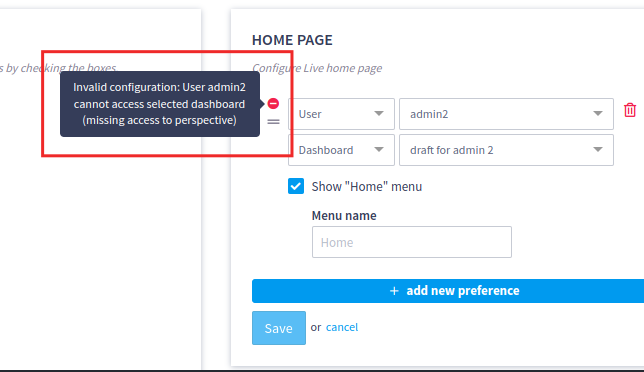 HOME PAGE
s by checking the boxes
Configure Live home page
Invalid configuration: User admin2
cannot access selected dashboard
(missing access to perspective)
User
admin2
Dashboard
draft for admin 2
Show "Home" menu
Menu name
Home
+ add new preference
Save or cancel